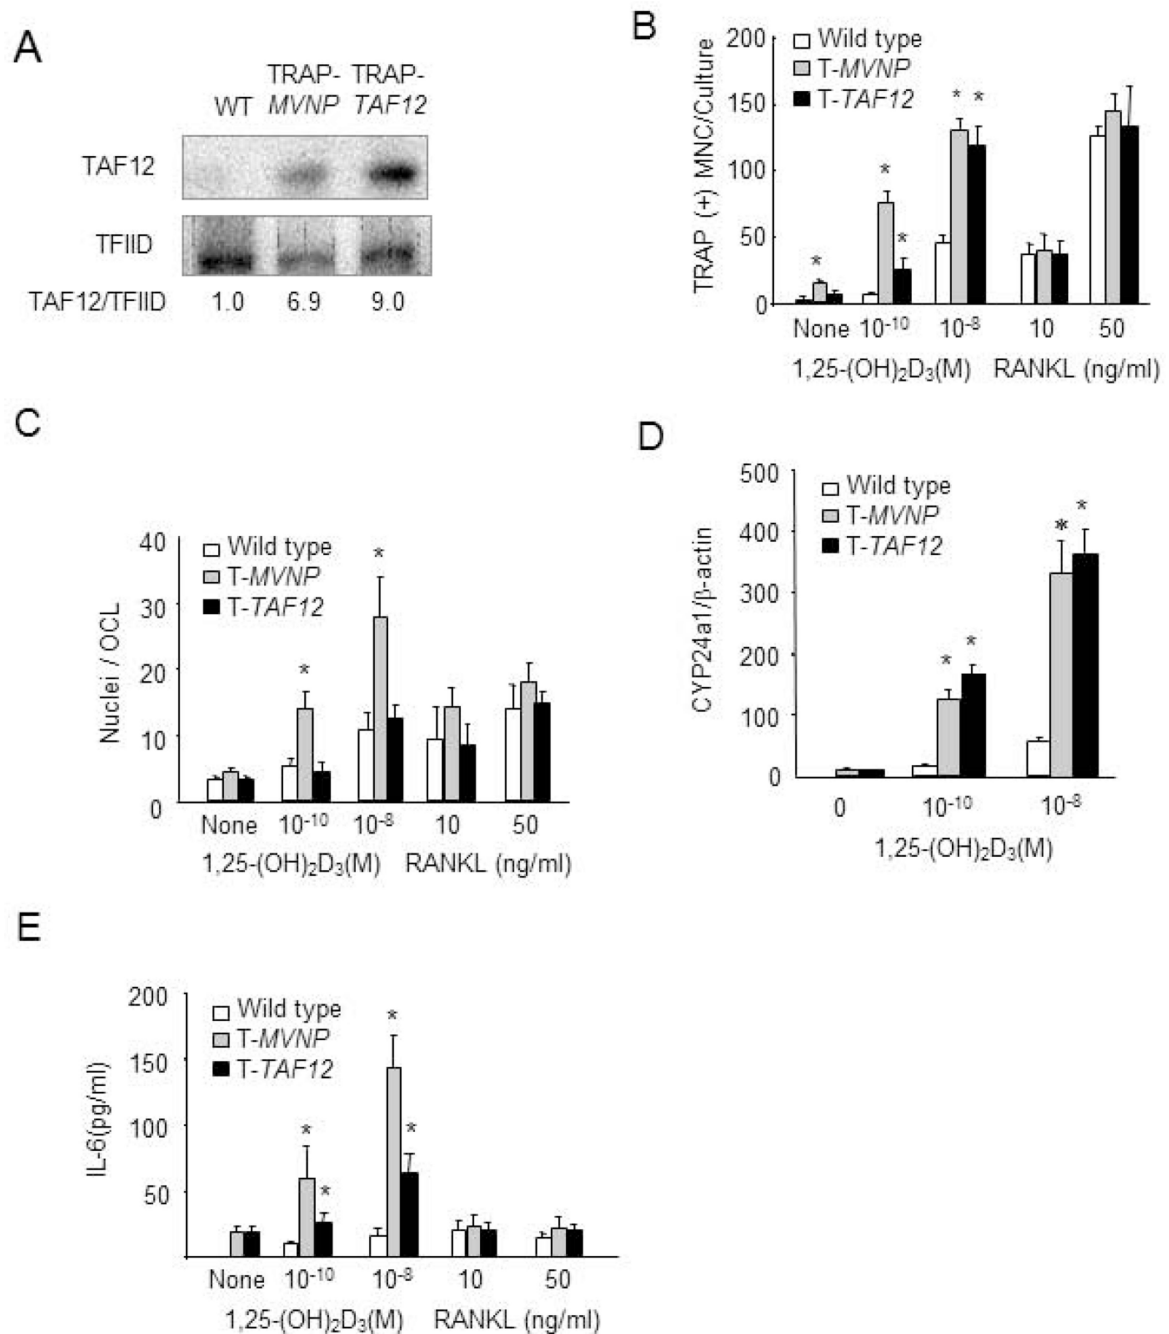 A
TRAP- TRAP-
WT MVNP TAF12
TAF12
TFIID
TAF12/TFIID 1.0 6.9 9.0
B
TRAP (+) MNC/Culture
200
150
100
50
0
Wild type
T-MVNP
T-TAF12
* * * * *
None 10⁻¹⁰ 10⁻⁸ 10 50
1,25-(OH)₂D₃(M) RANKL (ng/ml)
C
Nuclei / OCL
40
30
20
10
0
Wild type
T-MVNP
T-TAF12
* *
None 10⁻¹⁰ 10⁻⁸ 10 50
1,25-(OH)₂D₃(M) RANKL (ng/ml)
D
CYP24a1/β-actin
500
400
300
200
100
0
Wild type
T-MVNP
T-TAF12
* * * *
0 10⁻¹⁰ 10⁻⁸
1,25-(OH)₂D₃(M)
E
IL-6(pg/ml)
200
150
100
50
Wild type
T-MVNP
T-TAF12
* * * *
None 10⁻¹⁰ 10⁻⁸ 10 50
1,25-(OH)₂D₃(M) RANKL (ng/ml)